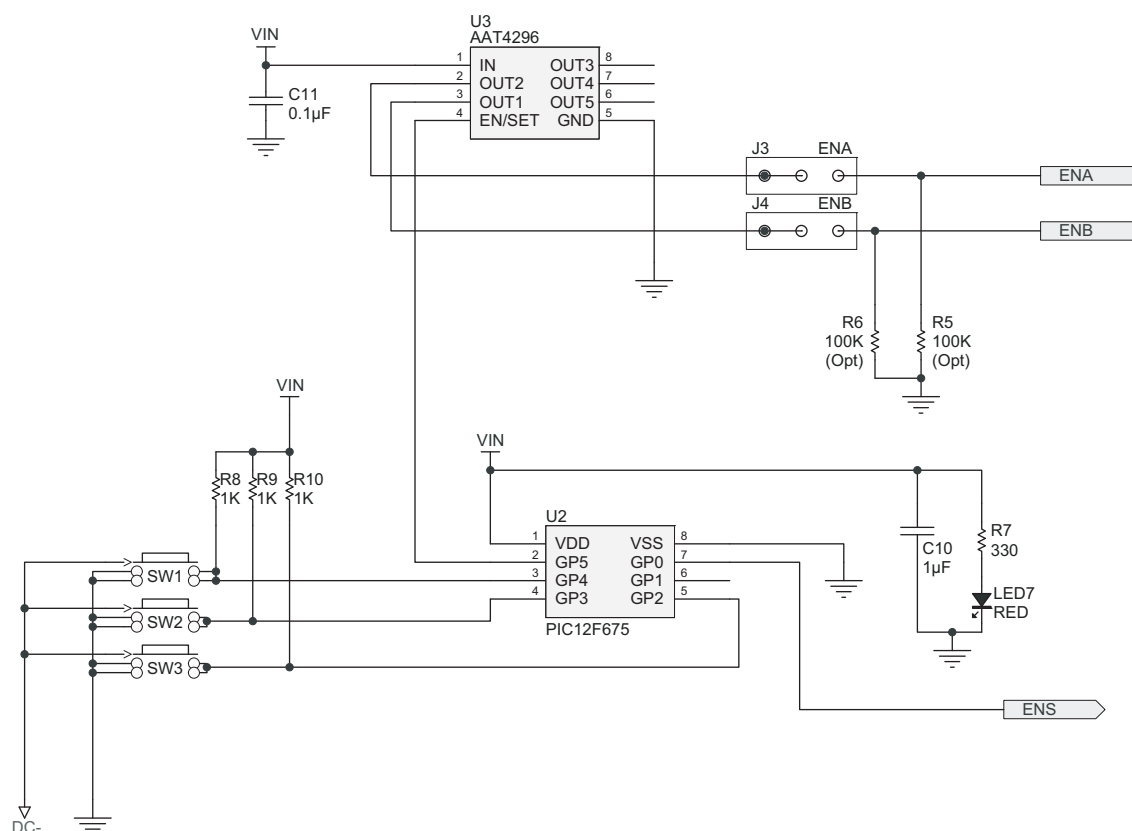 U3
AAT4296
VIN
C11
0.1µF
1 IN OUT3 8
2 OUT2 OUT4 7
3 OUT1 OUT5 6
4 EN/SET GND 5
J3 ENA
ENA
J4 ENB
ENB
R6
100K
(Opt)
R5
100K
(Opt)
VIN
R8
1K
R9
1K
R10
1K
VIN
U2
1 VDD VSS 8
2 GP5 GP0 7
3 GP4 GP1 6
4 GP3 GP2 5
PIC12F675
C10
1µF
R7
330
LED7
RED
SW1
SW2
SW3
ENS
DC-